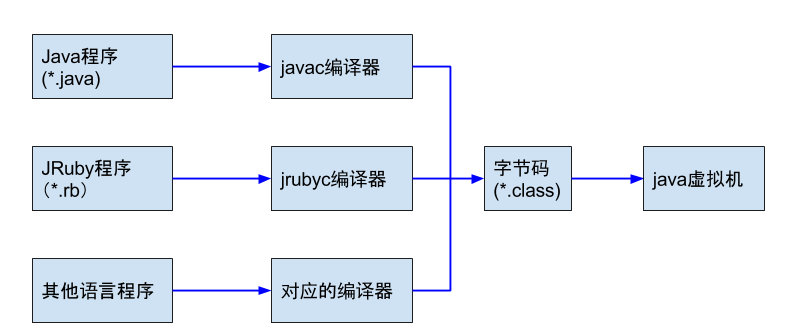 Java程序
(*.java)
javac编译器
JRuby程序
（*.rb）
jrubyc编译器
字节码
(*.class)
java虚拟机
其他语言程序
对应的编译器